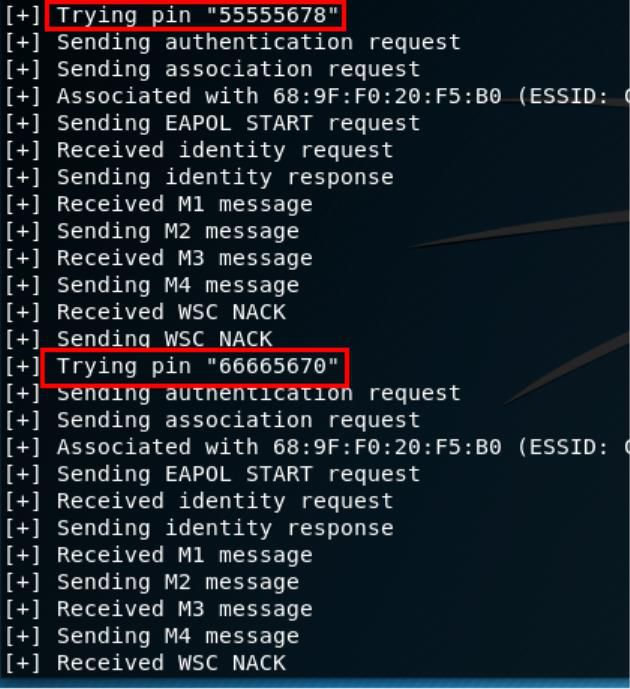 [+] Trying pin "55555678"
[+] Sending authentication request
[+] Sending association request
[+] Associated with 68:9F:F0:20:F5:B0 (ESSID:
[+] Sending EAPOL START request
[+] Received identity request
[+] Sending identity response
[+] Received M1 message
[+] Sending M2 message
[+] Received M3 message
[+] Sending M4 message
[+] Received WSC NACK
[+] Sending WSC NACK
[+] Trying pin "66665670"
[+] Sending authentication request
[+] Sending association request
[+] Associated with 68:9F:F0:20:F5:B0 (ESSID:
[+] Sending EAPOL START request
[+] Received identity request
[+] Sending identity response
[+] Received M1 message
[+] Sending M2 message
[+] Received M3 message
[+] Sending M4 message
[+] Received WSC NACK